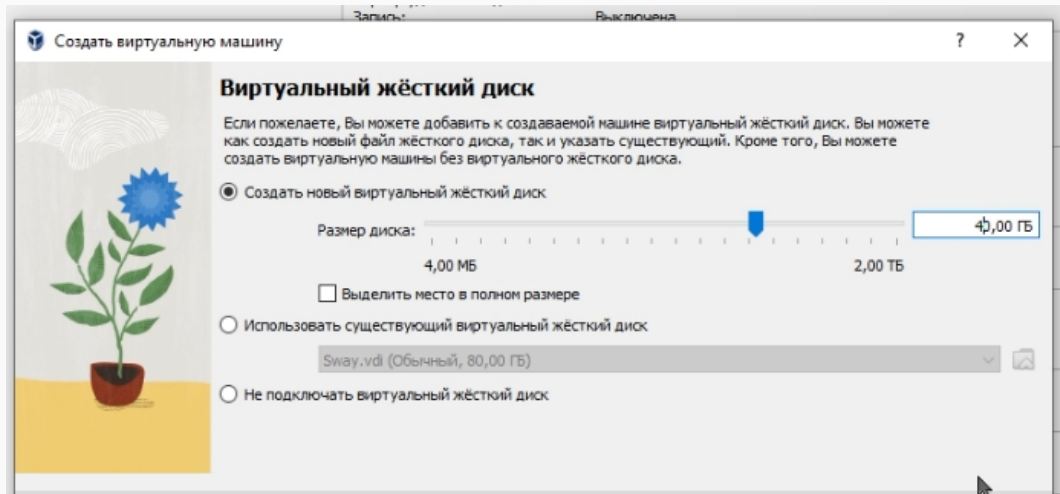 Запись:
Выключена
Создать виртуальную машину
?
Виртуальный жёсткий диск
Если пожелаете, Вы можете добавить к создаваемой машине виртуальный жёсткий диск. Вы можете
как создать новый файл жёсткого диска, так и указать существующий. Кроме того, Вы можете
создать виртуальную машины без виртуального жёсткого диска.
Создать новый виртуальный жёсткий диск
Размер диска:
40,00 ГБ
4,00 МБ
2,00 ТБ
Выделить место в полном размере
Использовать существующий виртуальный жёсткий диск
Sway.vdi (Обычный, 80,00 ГБ)
Не подключать виртуальный жёсткий диск